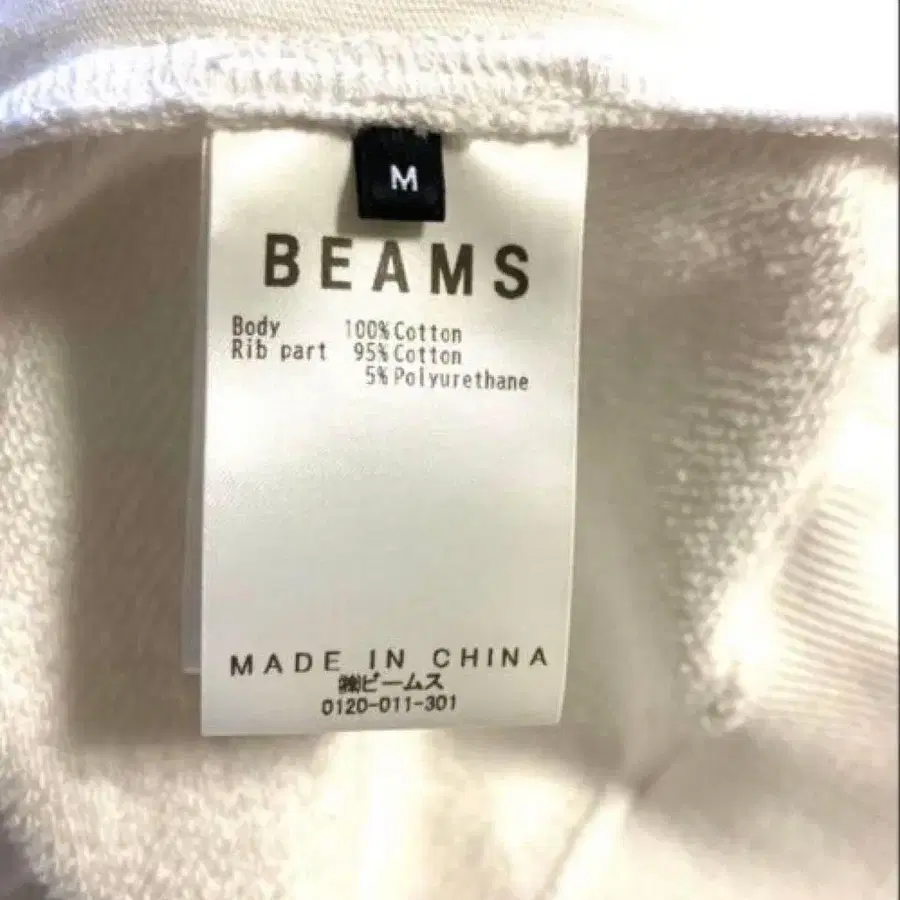 M
BEAMS
Body 100%Cotton
Rib part 95%Cotton
5%Polyurethane
MADE IN CHINA
㈱ビームス
0120-011-301